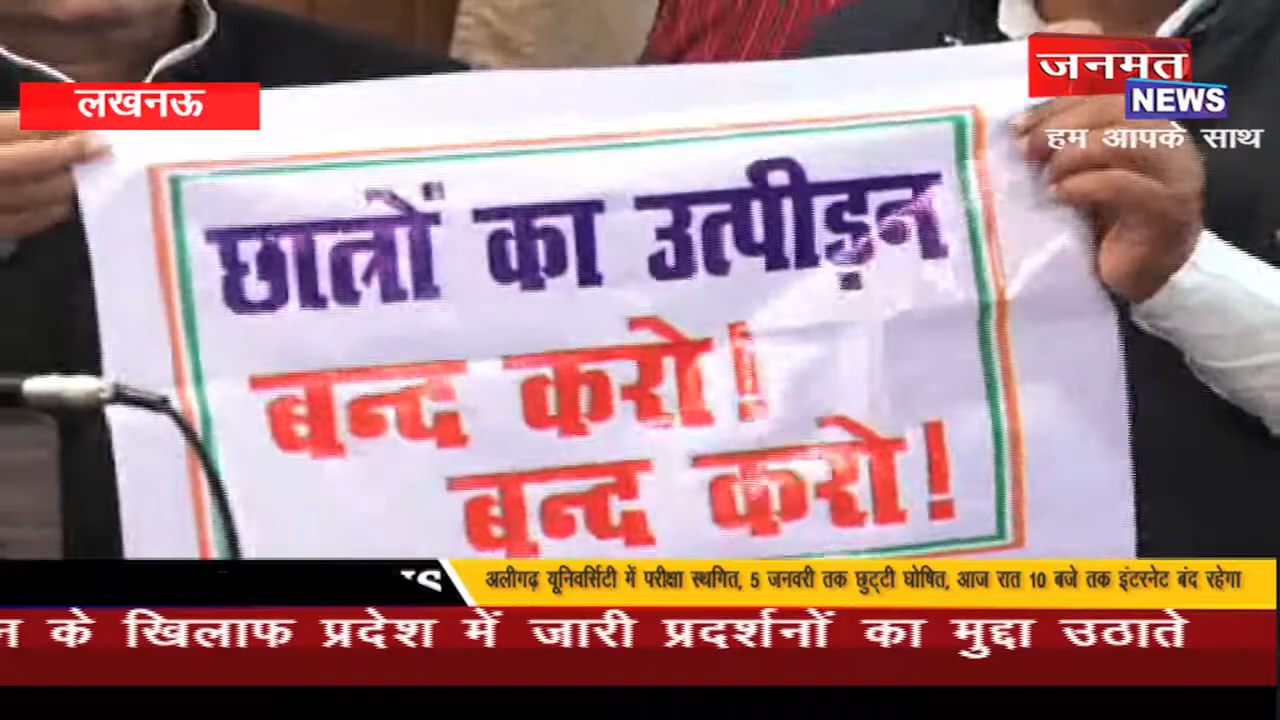 लखनऊ
जनमत
NEWS
हम आपके साथ
छात्रों का उत्पीड़न
बन्द करो!
बन्द करो!
अलीगढ़ यूनिवर्सिटी में परीक्षा स्थगित, 5 जनवरी तक छुट्टी घोषित, आज रात 10 बजे तक इंटरनेट बंद रहेगा
के खिलाफ प्रदेश में जारी प्रदर्शनों का मुद्दा उठाते